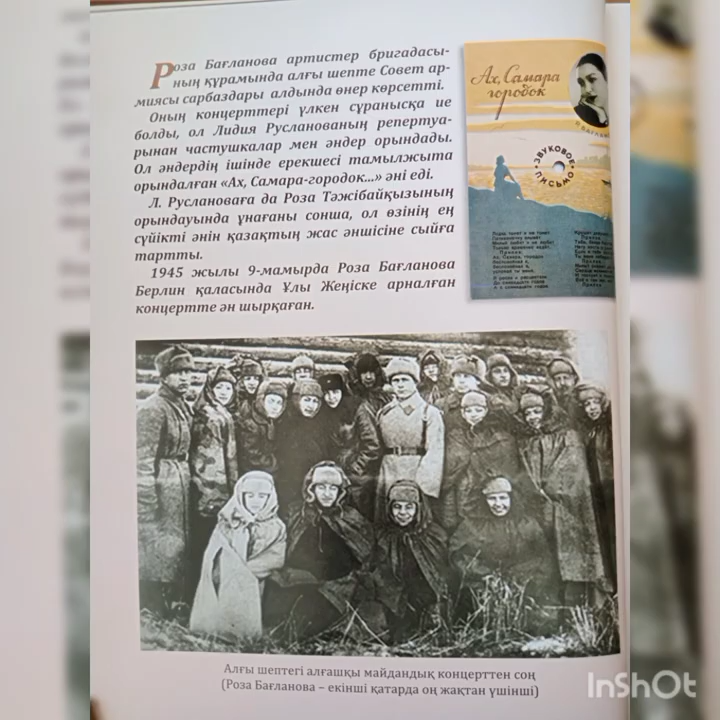 Роза Бағланова артистер бригадасы-
ның құрамында алғы шепте Совет ар-
миясы сарбаздары алдында өнер көрсетті.
Оның концерттері үлкен сұранысқа ие
болды, ол Лидия Руслановның репертуа-
рынан частушкалар мен әндер орындады.
Ол әндердің ішінде ерекшесі тамылжыта
орындалған «Ах, Самара-городок...» әні еді.
Л. Руслановаға да Роза Тәжібайқызының
орындауында ұнағаны сонша, ол өзінің ең
сүйікті әнін қазақтың жас әншісіне сыйға
тартты.
1945 жылы 9-мамырда Роза Бағланова
Берлин қаласында Ұлы Жеңіске арналған
концертте ән шырқаған.
Ах, Самара
городок
ЗВУКОВОЕ
ПИСЬМО
Алғы шептегі алғашқы майдандық концерттен соң
(Роза Бағланова – екінші қатарда оң жақтан үшінші)
InShOt